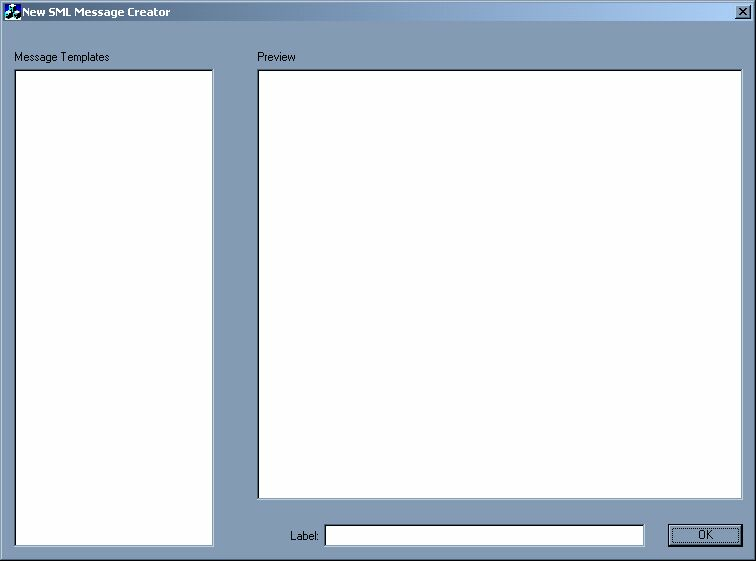 New SML Message Creator
Message Templates
Preview
Label:
OK